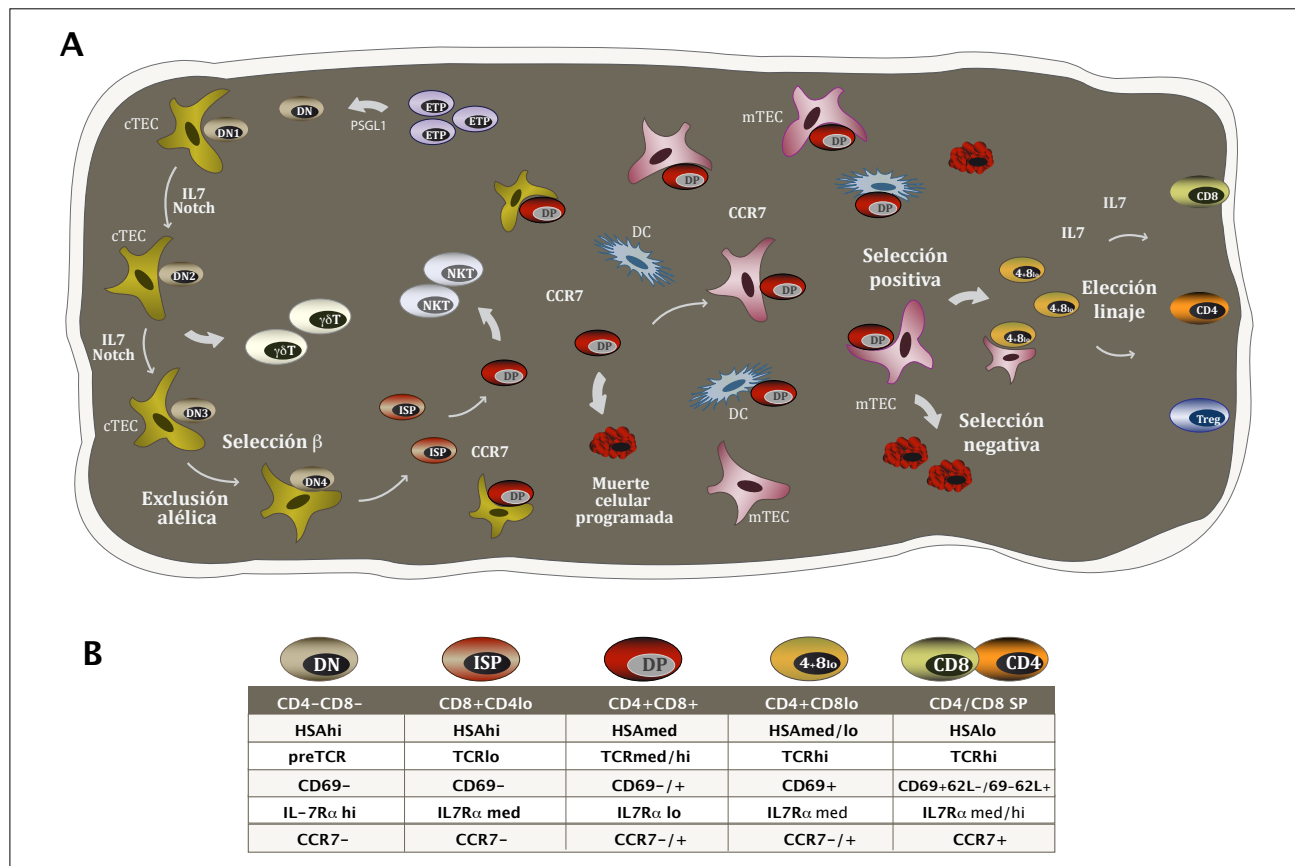 A
cTEC
DN1
DN
PSGL1
ETP
ETP
ETP
IL7
Notch
cTEC
DN2
IL7
Notch
γδT
γδT
cTEC
DN3
Selección β
Exclusión
alélica
DN4
ISP
ISP
CCR7
DP
DP
NKT
NKT
DP
CCR7
DP
Muerte
celular
programada
DC
DP
CCR7
DP
DC
DP
mTEC
mTEC
DP
DP
Selección
positiva
DP
mTEC
Selección
negativa
4+8lo
4+8lo
4+8lo
IL7
IL7
Elección
linaje
CD8
CD4
Treg
B
DN ISP DP 4+8lo CD8 CD4
CD4-CD8- CD8+CD4lo CD4+CD8+ CD4+CD8lo CD4/CD8 SP
HSAhi HSAhi HSAmed HSAmed/lo HSAlo
preTCR TCRlo TCRmed/hi TCRhi TCRhi
CD69- CD69- CD69-/+ CD69+ CD69+62L-/69-62L+
IL-7Rα hi IL7Rα med IL7Rα lo IL7Rα med IL7Rα med/hi
CCR7- CCR7- CCR7-/+ CCR7-/+ CCR7+